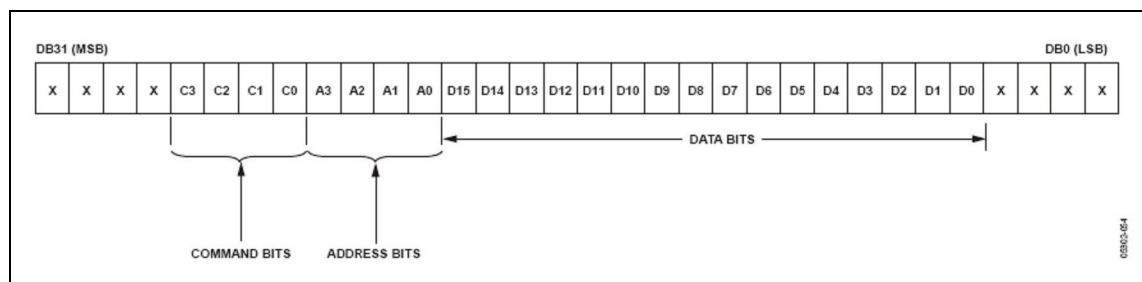 DB31 (MSB) DB0 (LSB)
X X X X C3 C2 C1 C0 A3 A2 A1 A0 D15 D14 D13 D12 D11 D10 D9 D8 D7 D6 D5 D4 D3 D2 D1 D0 X X X X
DATA BITS
COMMAND BITS ADDRESS BITS
05302-054